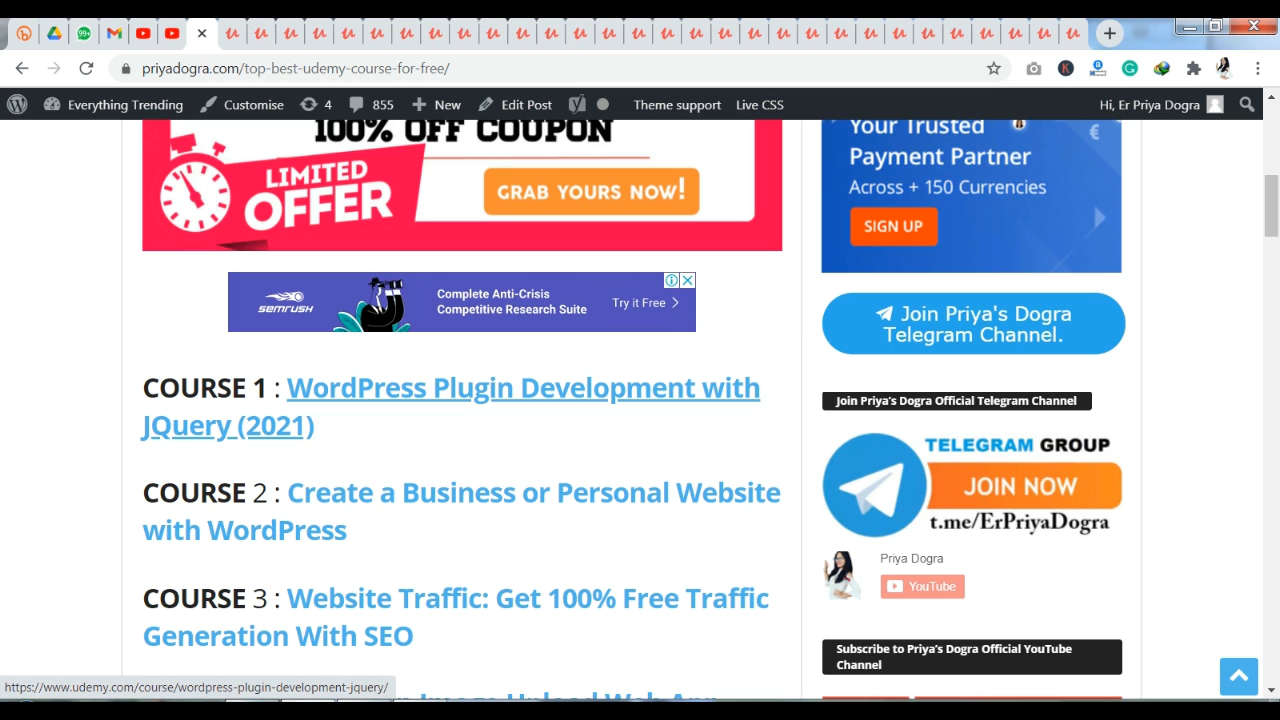 99+
priyadogra.com/top-best-udemy-course-for-free/
Everything Trending
Customise
4
855
New
Edit Post
Theme support
Live CSS
Hi, Er Priya Dogra
100% OFF COUPON
LIMITED
OFFER
GRAB YOURS NOW!
SEMRUSH
Complete Anti-Crisis
Competitive Research Suite
Try it Free
COURSE 1 : WordPress Plugin Development with
JQuery (2021)
COURSE 2 : Create a Business or Personal Website
with WordPress
COURSE 3 : Website Traffic: Get 100% Free Traffic
Generation With SEO
https://www.udemy.com/course/wordpress-plugin-development-jquery/
Your Trusted
Payment Partner
Across + 150 Currencies
SIGN UP
Join Priya's Dogra
Telegram Channel.
Join Priya's Dogra Official Telegram Channel
TELEGRAM GROUP
JOIN NOW
t.me/ErPriyaDogra
Priya Dogra
YouTube
Subscribe to Priya's Dogra Official YouTube
Channel